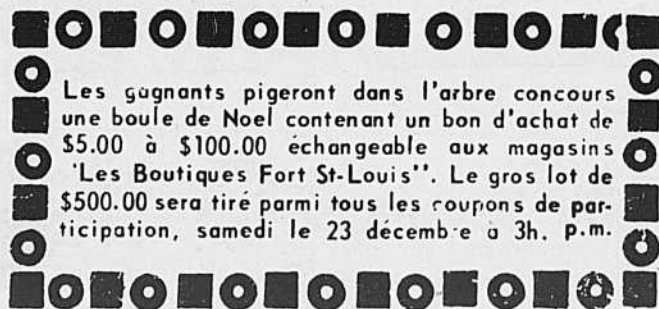 Les gagnants pigeront dans l'arbre concours
une boule de Noel contenant un bon d'achat de
$5.00 à $100.00 échangeable aux magasins
'Les Boutiques Fort St-Louis''. Le gros lot de
$500.00 sera tiré parmi tous les coupons de par-
ticipation, samedi le 23 décembre à 3h. p.m.